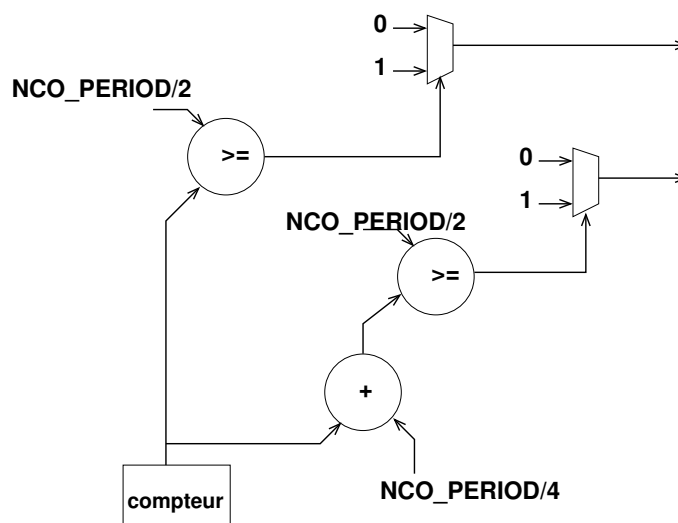 0
1
NCO_PERIOD/2
>=
0
1
NCO_PERIOD/2
>=
+
NCO_PERIOD/4
compteur